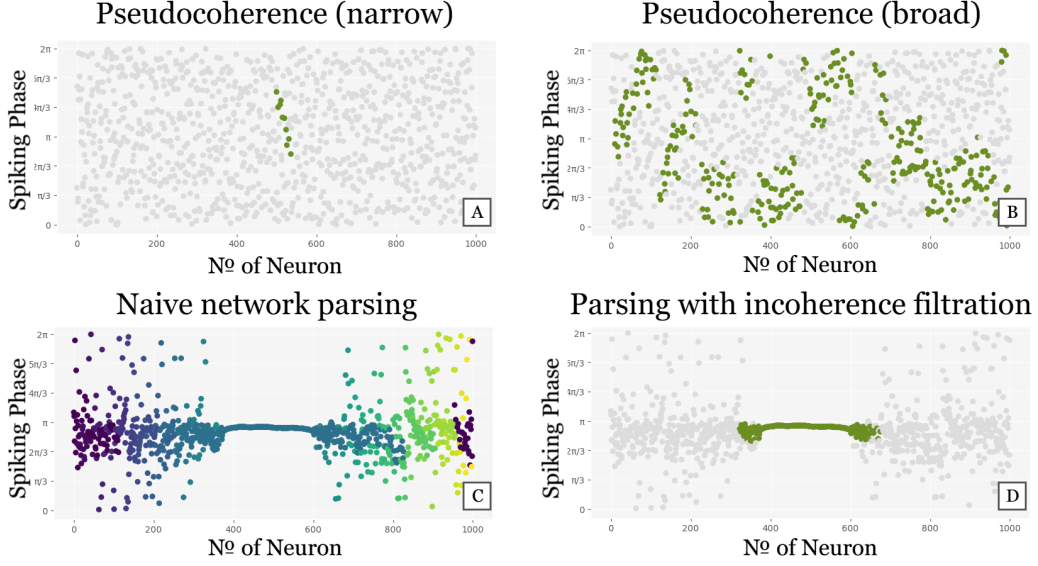 Pseudocoherence (narrow)
Pseudocoherence (broad)
Spiking Phase
2π
4π/3
π
2π/3
π/3
0
A
0 200 400 600 800 1000
Nº of Neuron
Spiking Phase
2π
4π/3
π
2π/3
π/3
0
B
0 200 400 600 800 1000
Nº of Neuron
Naive network parsing
Parsing with incoherence filtration
Spiking Phase
2π
5π/3
4π/3
π
2π/3
π/3
0
C
0 200 400 600 800 1000
Nº of Neuron
Spiking Phase
2π
5π/3
4π/3
π
2π/3
π/3
0
D
0 200 400 600 800 1000
Nº of Neuron